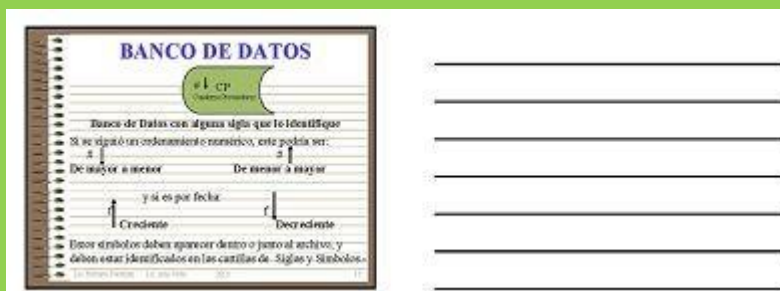 BANCO DE DATOS
# CP
Banco de Datos con alguna sigla que lo identifique
Si se siguió un ordenamiento numérico, este podría ser:
# #
De mayor a menor De menor a mayor
y si es por fecha:
f f
Creciente Decreciente
Estos símbolos deben aparecer dentro o junto al archivo, y
deben estar identificados en las cartillas de Siglas y Símbolos.